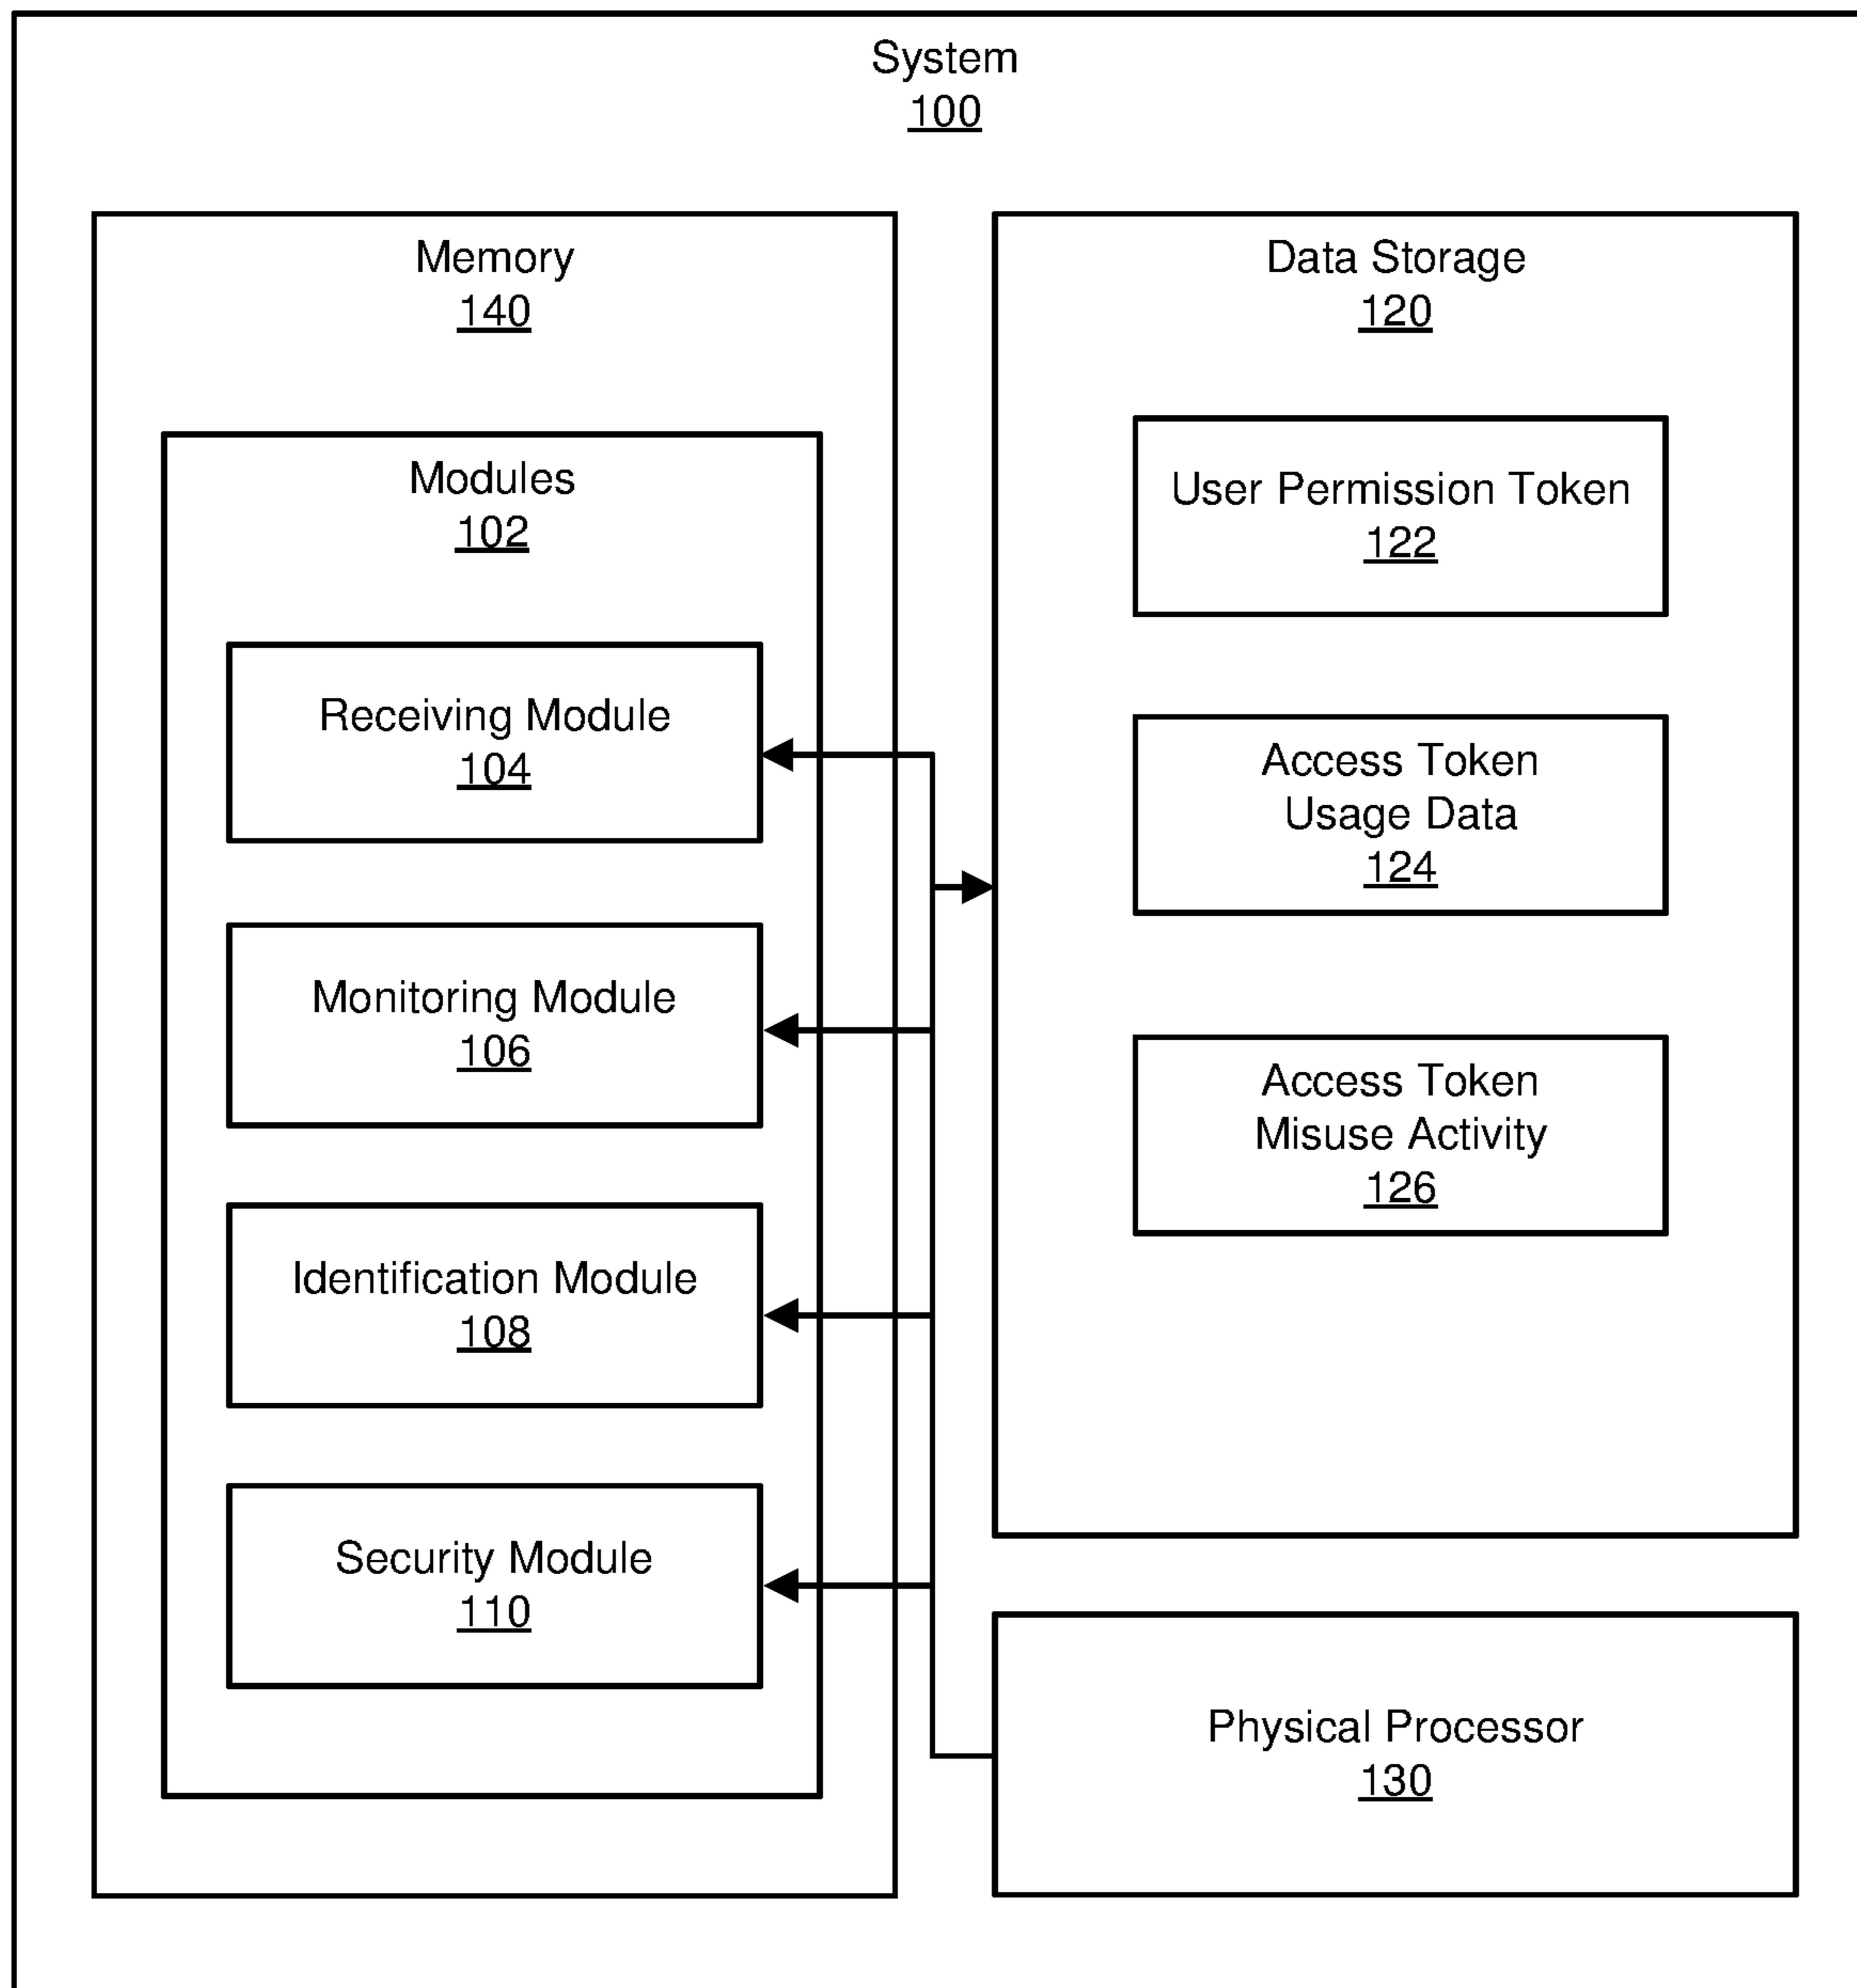 System
100
Memory
140
Modules
102
Receiving Module
104
Monitoring Module
106
Identification Module
108
Security Module
110
Data Storage
120
User Permission Token
122
Access Token
Usage Data
124
Access Token
Misuse Activity
126
Physical Processor
130